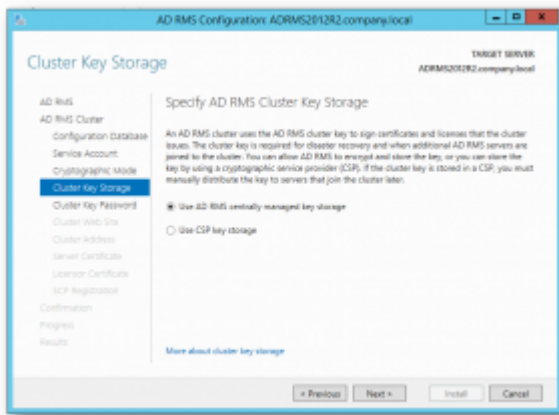 AD RMS Configuration: ADRMS2012R2.company.local
Cluster Key Storage
TARGET SERVER
ADRMS2012R2.company.local
AD RMS
AD RMS Cluster
Configuration Database
Service Account
Cryptographic Mode
Cluster Key Storage
Cluster Key Password
Cluster Web Site
Cluster Address
Server Certificate
Licensor Certificate
SCP Registration
Confirmation
Progress
Results
Specify AD RMS Cluster Key Storage
An AD RMS cluster uses the AD RMS cluster key to sign certificates and licenses that the cluster
issues. The cluster key is required for disaster recovery and when additional AD RMS servers are
joined to the cluster. You can allow AD RMS to encrypt and store the key, or you can store the
key by using a cryptographic service provider (CSP). If the cluster key is stored in a CSP, you must
manually distribute the key to servers that join the cluster later.
Use AD RMS centrally managed key storage
Use CSP key storage
More about cluster key storage
< Previous
Next >
Install
Cancel